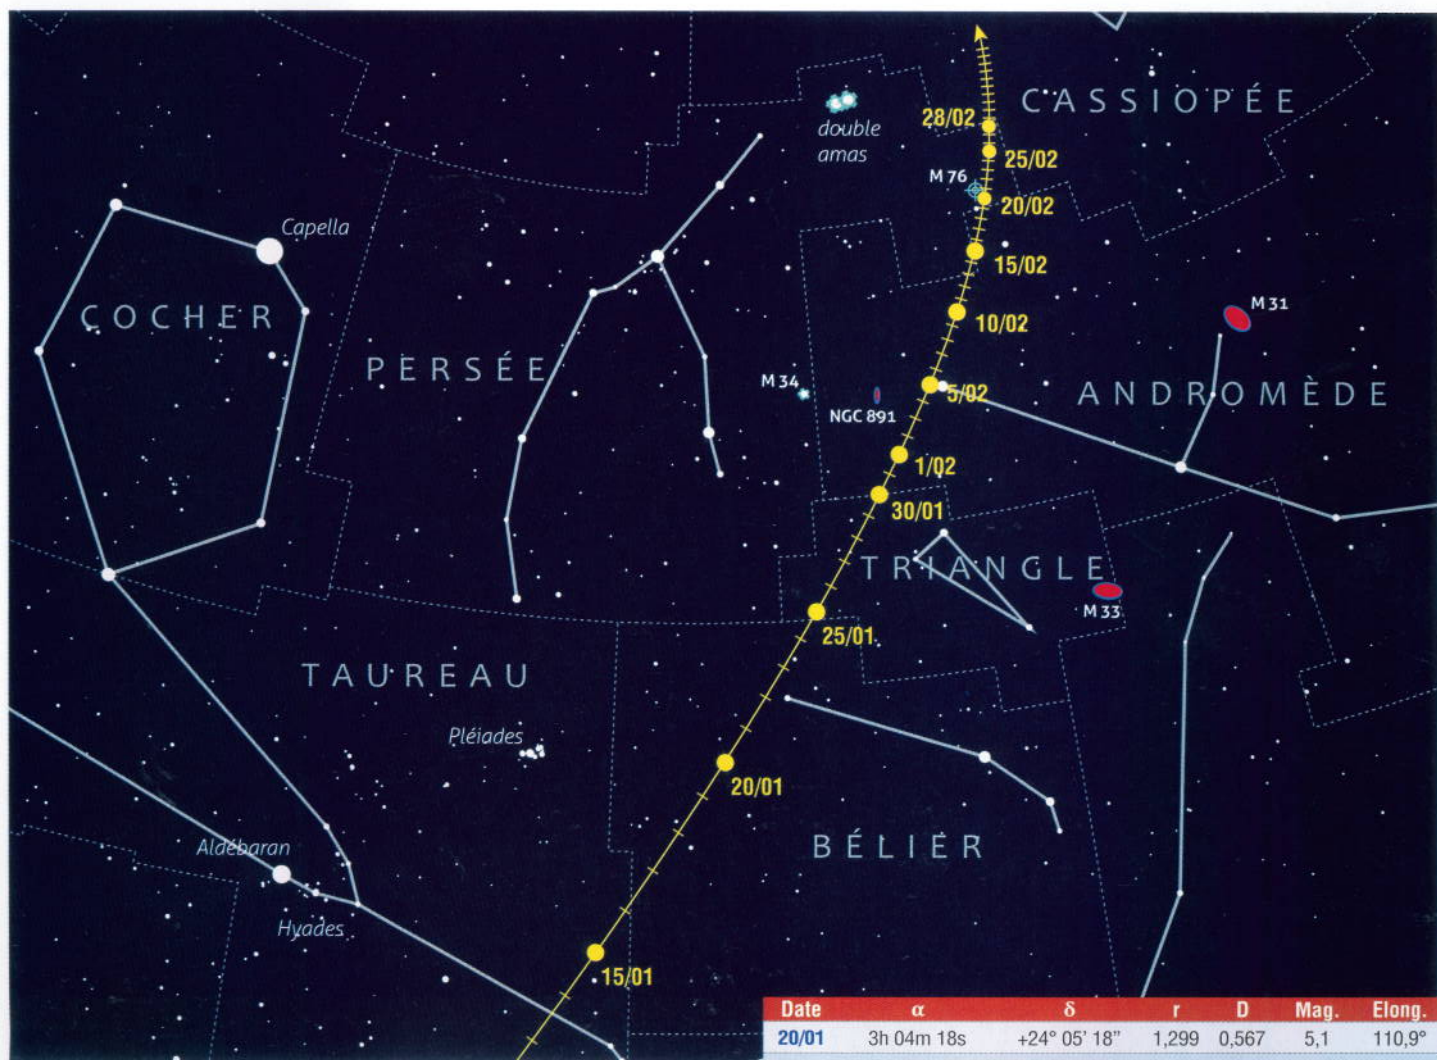 CASSIOPÉE
double
amas
28/02
25/02
M 76
20/02
Capella
15/02
COCHER
10/02
M 31
PERSÉE
M 34
NGC 891
5/02
ANDROMÈDE
1/02
30/01
TRIANGLE
M 33
25/01
TAUREAU
Pléiades
20/01
BÉLIER
Aldébaran
Hyades
15/01
Date α δ r D Mag. Elong.
20/01 3h 04m 18s +24° 05' 18" 1,299 0,567 5,1 110,9°